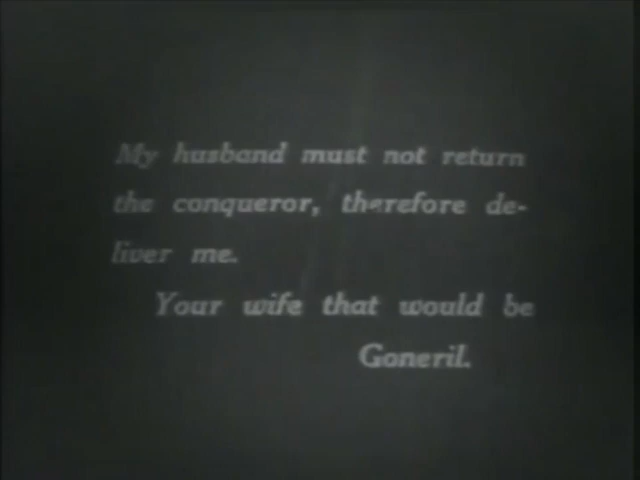 My husband must not return
the conqueror, therefore de-
liver me.
Your wife that would be
Goneril.